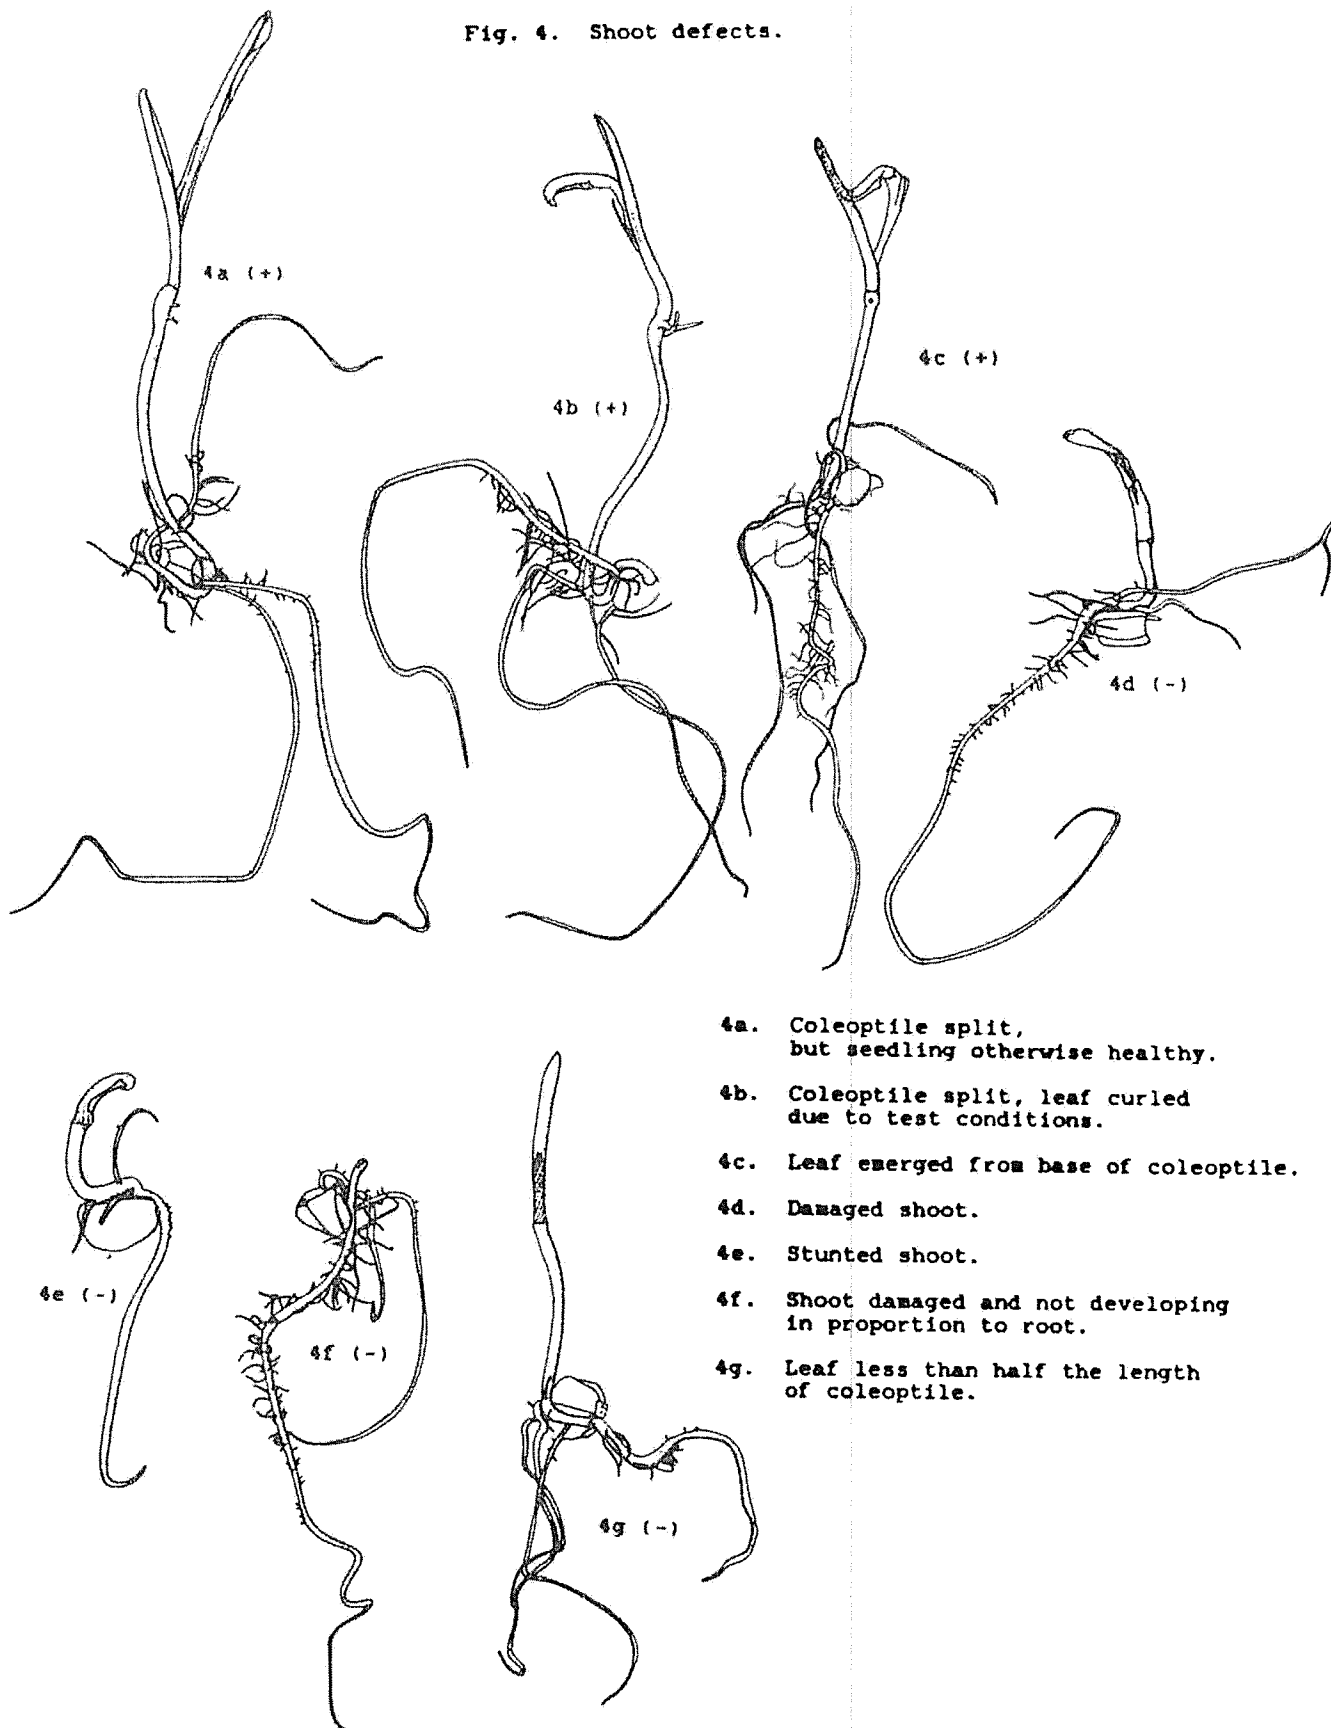 Fig. 4. Shoot defects.
4a (+)
4b (+)
4c (+)
4d (-)
4e (-)
4f (-)
4g (-)
4a. Coleoptile split,
but seedling otherwise healthy.
4b. Coleoptile split, leaf curled
due to test conditions.
4c. Leaf emerged from base of coleoptile.
4d. Damaged shoot.
4e. Stunted shoot.
4f. Shoot damaged and not developing
in proportion to root.
4g. Leaf less than half the length
of coleoptile.